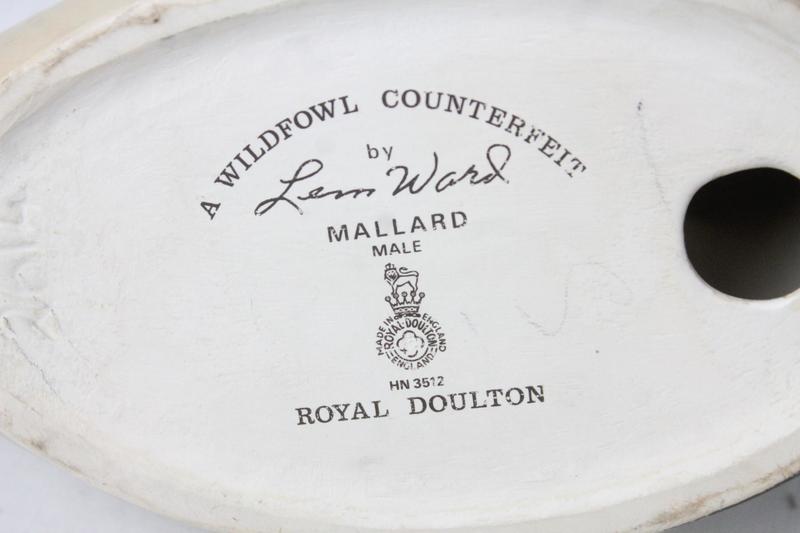 A WILDFOWL COUNTERFEIT
by
Lem Ward
MALLARD
MALE
MADE IN ENGLAND
ROYAL DOULTON
ENGLAND
HN 3512
ROYAL DOULTON